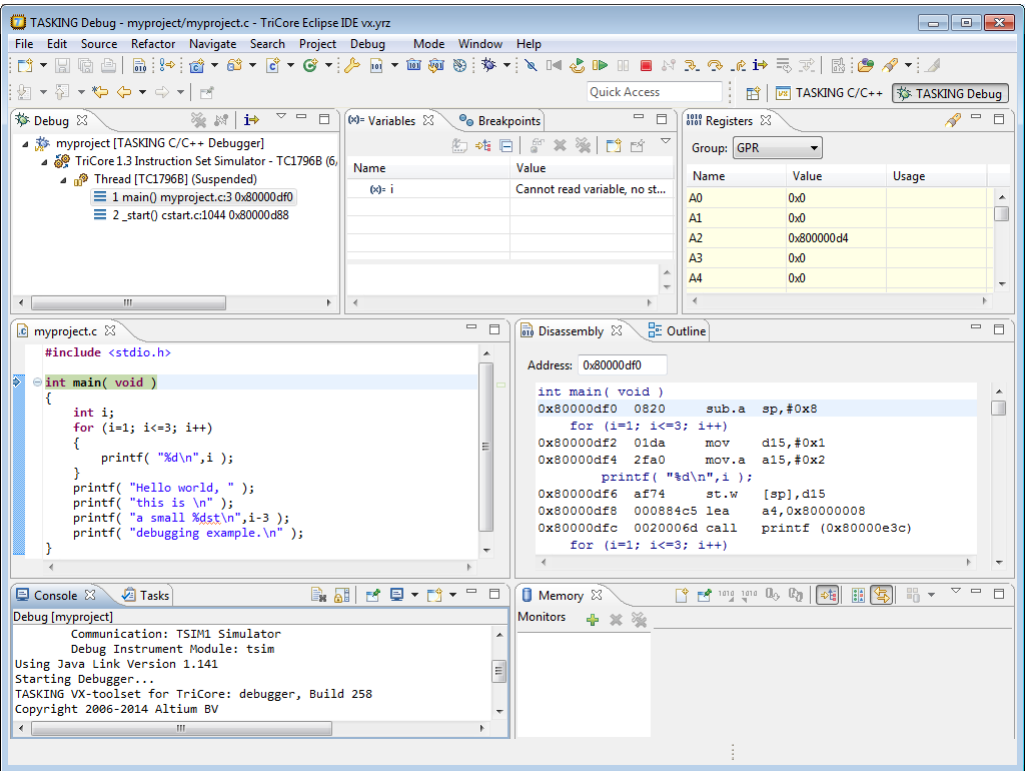 TASKING Debug - myproject/myproject.c - TriCore Eclipse IDE vx.yrz
File Edit Source Refactor Navigate Search Project Debug Mode Window Help
Quick Access
TASKING C/C++
TASKING Debug
Debug
myproject [TASKING C/C++ Debugger]
TriCore 1.3 Instruction Set Simulator - TC1796B (6,
Thread [TC1796B] (Suspended)
1 main() myproject.c:3 0x80000df0
2 _start() cstart.c:1044 0x80000d88
(x)= Variables
Breakpoints
Name Value
(x)= i Cannot read variable, no st...
Registers
Group: GPR
Name Value Usage
A0 0x0
A1 0x0
A2 0x800000d4
A3 0x0
A4 0x0
myproject.c
#include <stdio.h>
int main( void )
{
int i;
for (i=1; i<=3; i++)
{
printf( "%d\n",i );
}
printf( "Hello world, " );
printf( "this is \n" );
printf( "a small %dst\n",i-3 );
printf( "debugging example.\n" );
}
Disassembly
Outline
Address: 0x80000df0
int main( void )
0x80000df0 0820 sub.a sp,#0x8
for (i=1; i<=3; i++)
0x80000df2 01da mov d15,#0x1
0x80000df4 2fa0 mov.a a15,#0x2
printf( "%d\n",i );
0x80000df6 af74 st.w [sp],d15
0x80000df8 000884c5 lea a4,0x80000008
0x80000dfc 0020006d call printf (0x80000e3c)
for (i=1; i<=3; i++)
Console
Tasks
Debug [myproject]
Communication: TSIM1 Simulator
Debug Instrument Module: tsim
Using Java Link Version 1.141
Starting Debugger...
TASKING VX-toolset for TriCore: debugger, Build 258
Copyright 2006-2014 Altium BV
Memory
Monitors